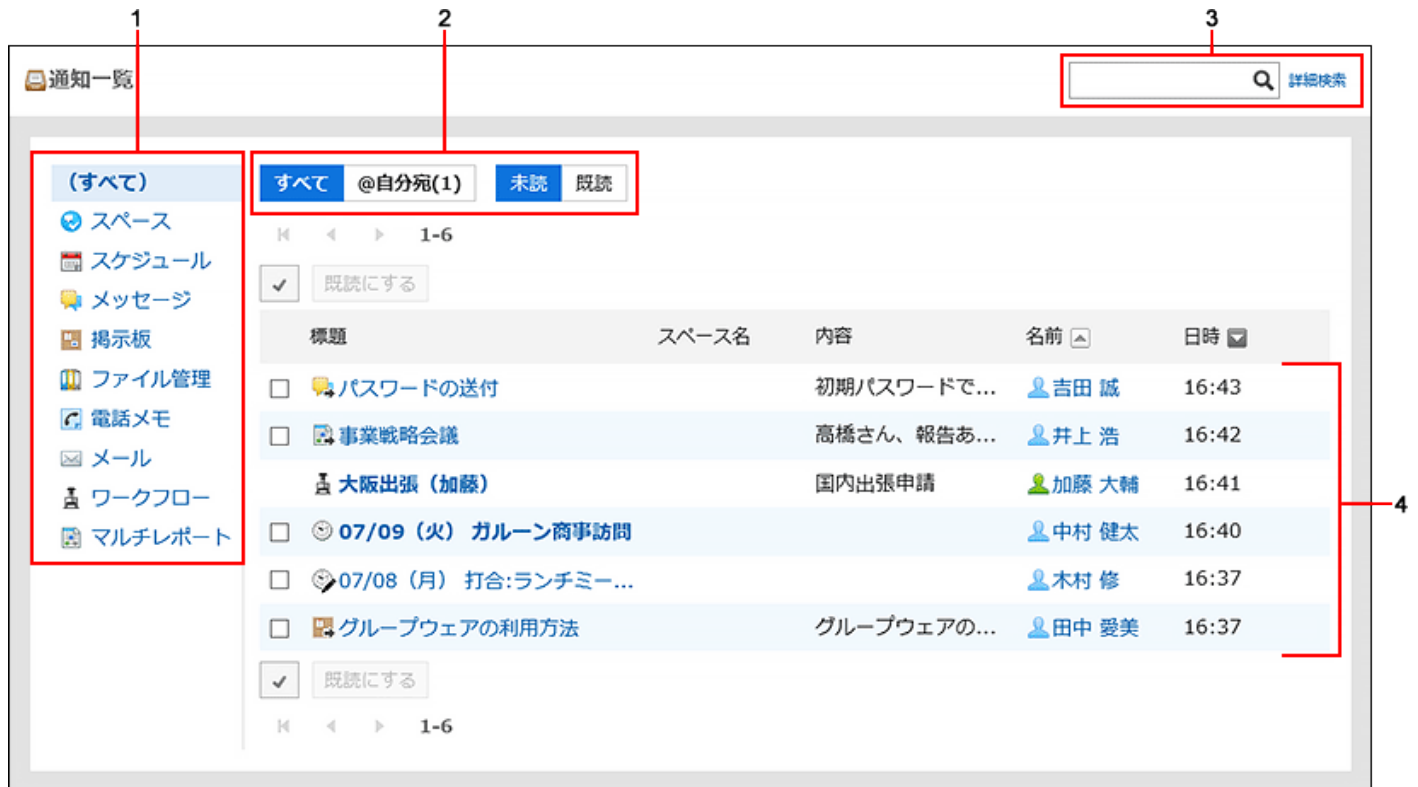 1 2 3
通知一覧 詳細検索
(すべて)
スペース
スケジュール
メッセージ
掲示板
ファイル管理
電話メモ
メール
ワークフロー
マルチレポート
すべて @自分宛(1) 未読 既読
1-6
既読にする
標題 スペース名 内容 名前 日時
パスワードの送付 初期パスワードで... 吉田 誠 16:43
事業戦略会議 高橋さん、報告あ... 井上 浩 16:42
大阪出張（加藤） 国内出張申請 加藤 大輔 16:41
07/09（火） ガルーン商事訪問 中村 健太 16:40
07/08（月） 打合:ランチミー... 木村 修 16:37
グループウェアの利用方法 グループウェアの... 田中 愛美 16:37
4
既読にする
1-6